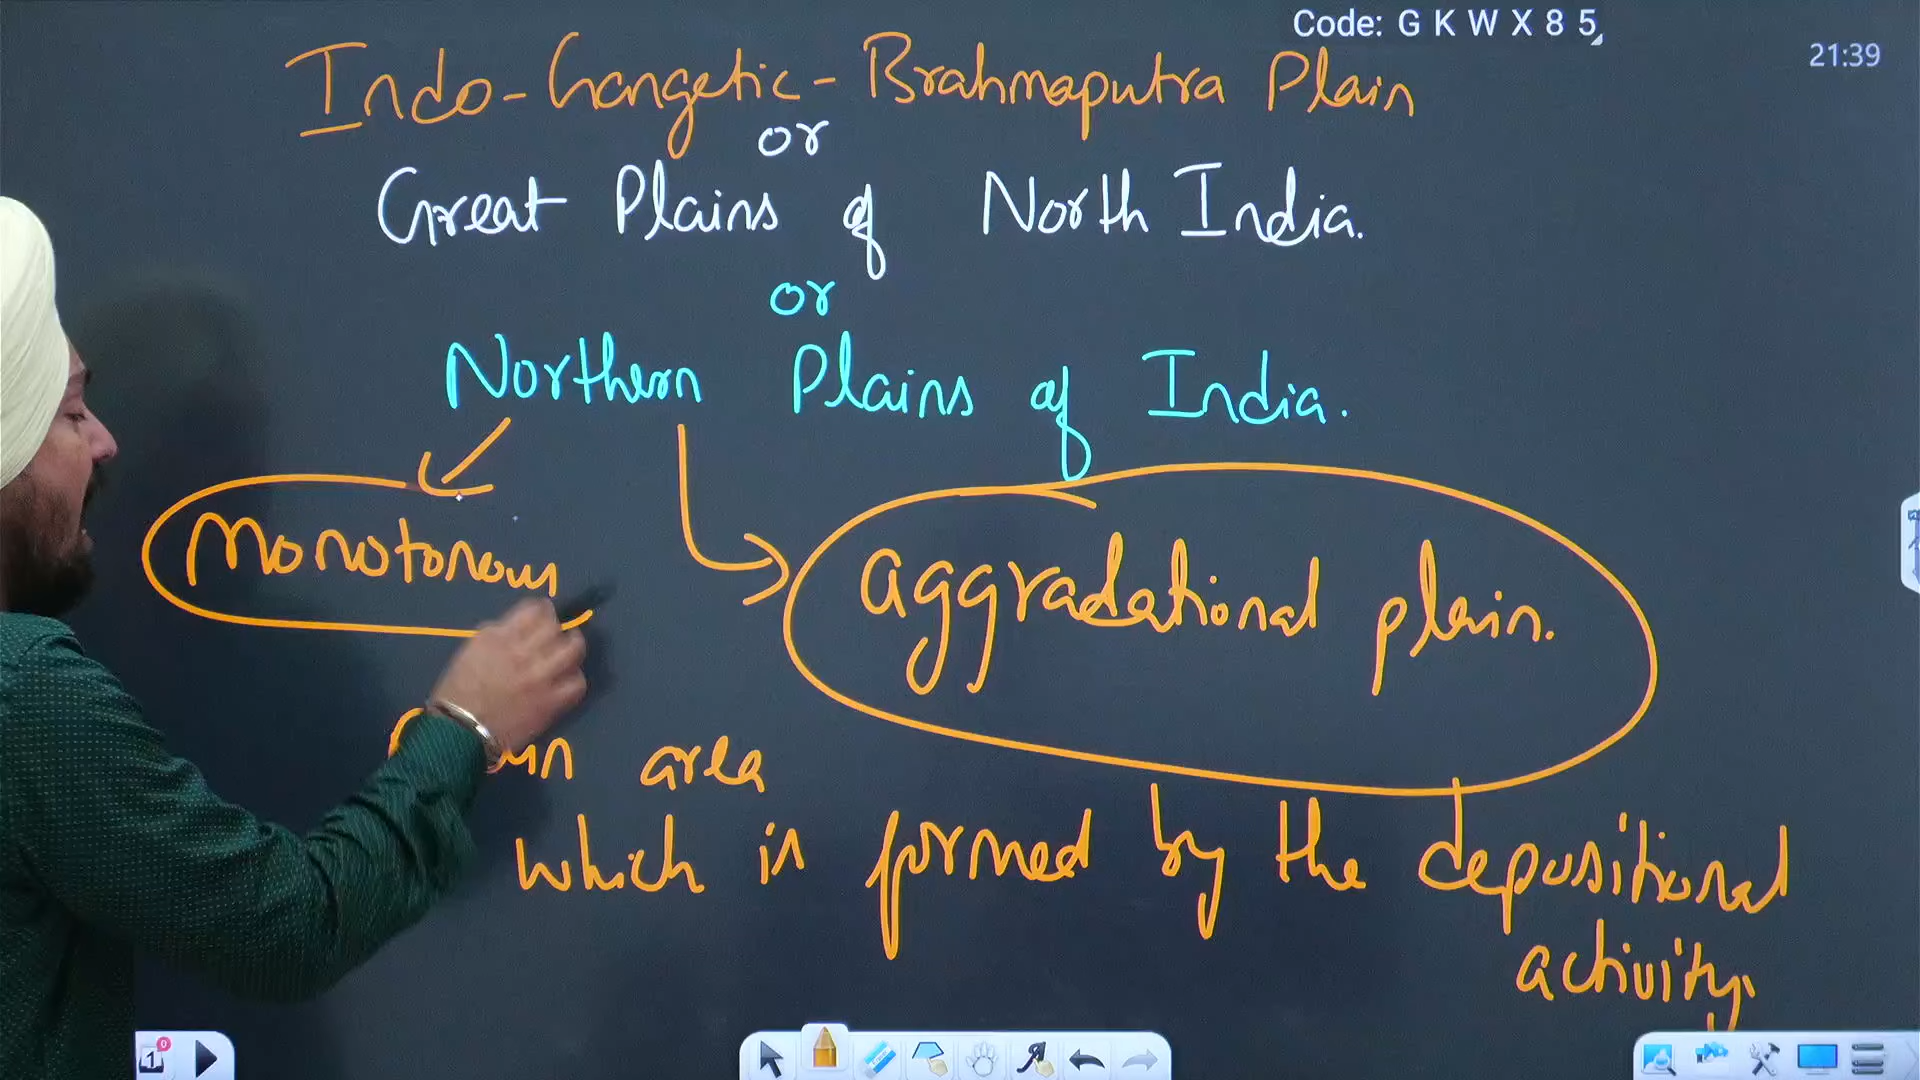 Code: G K W X 8 5
21:39
Indo-Gangetic-Brahmaputra Plain
or
Great Plains of North India.
or
Northern Plains of India.
Monotonous
aggradational plain.
area
which is formed by the depositional
activity.